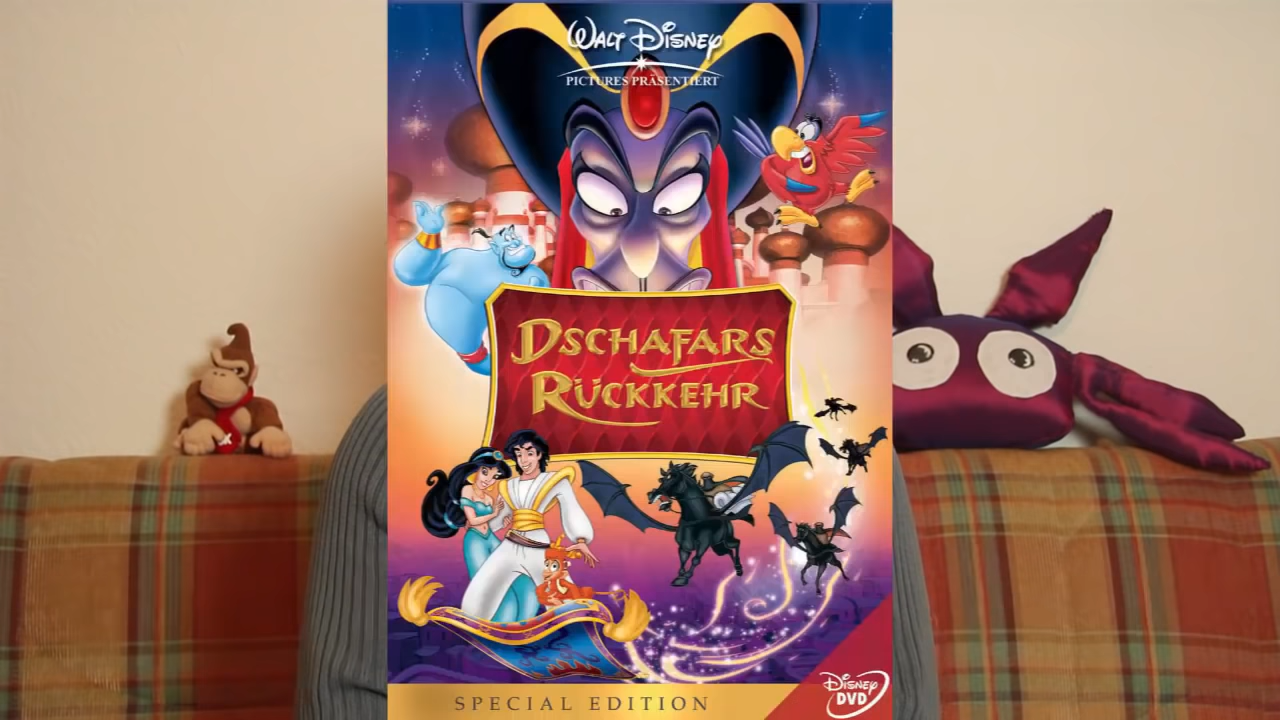 WALT DISNEY
PICTURES PRÄSENTIERT
DSCHAFARS
RÜCKKEHR
SPECIAL EDITION
DISNEY
DVD